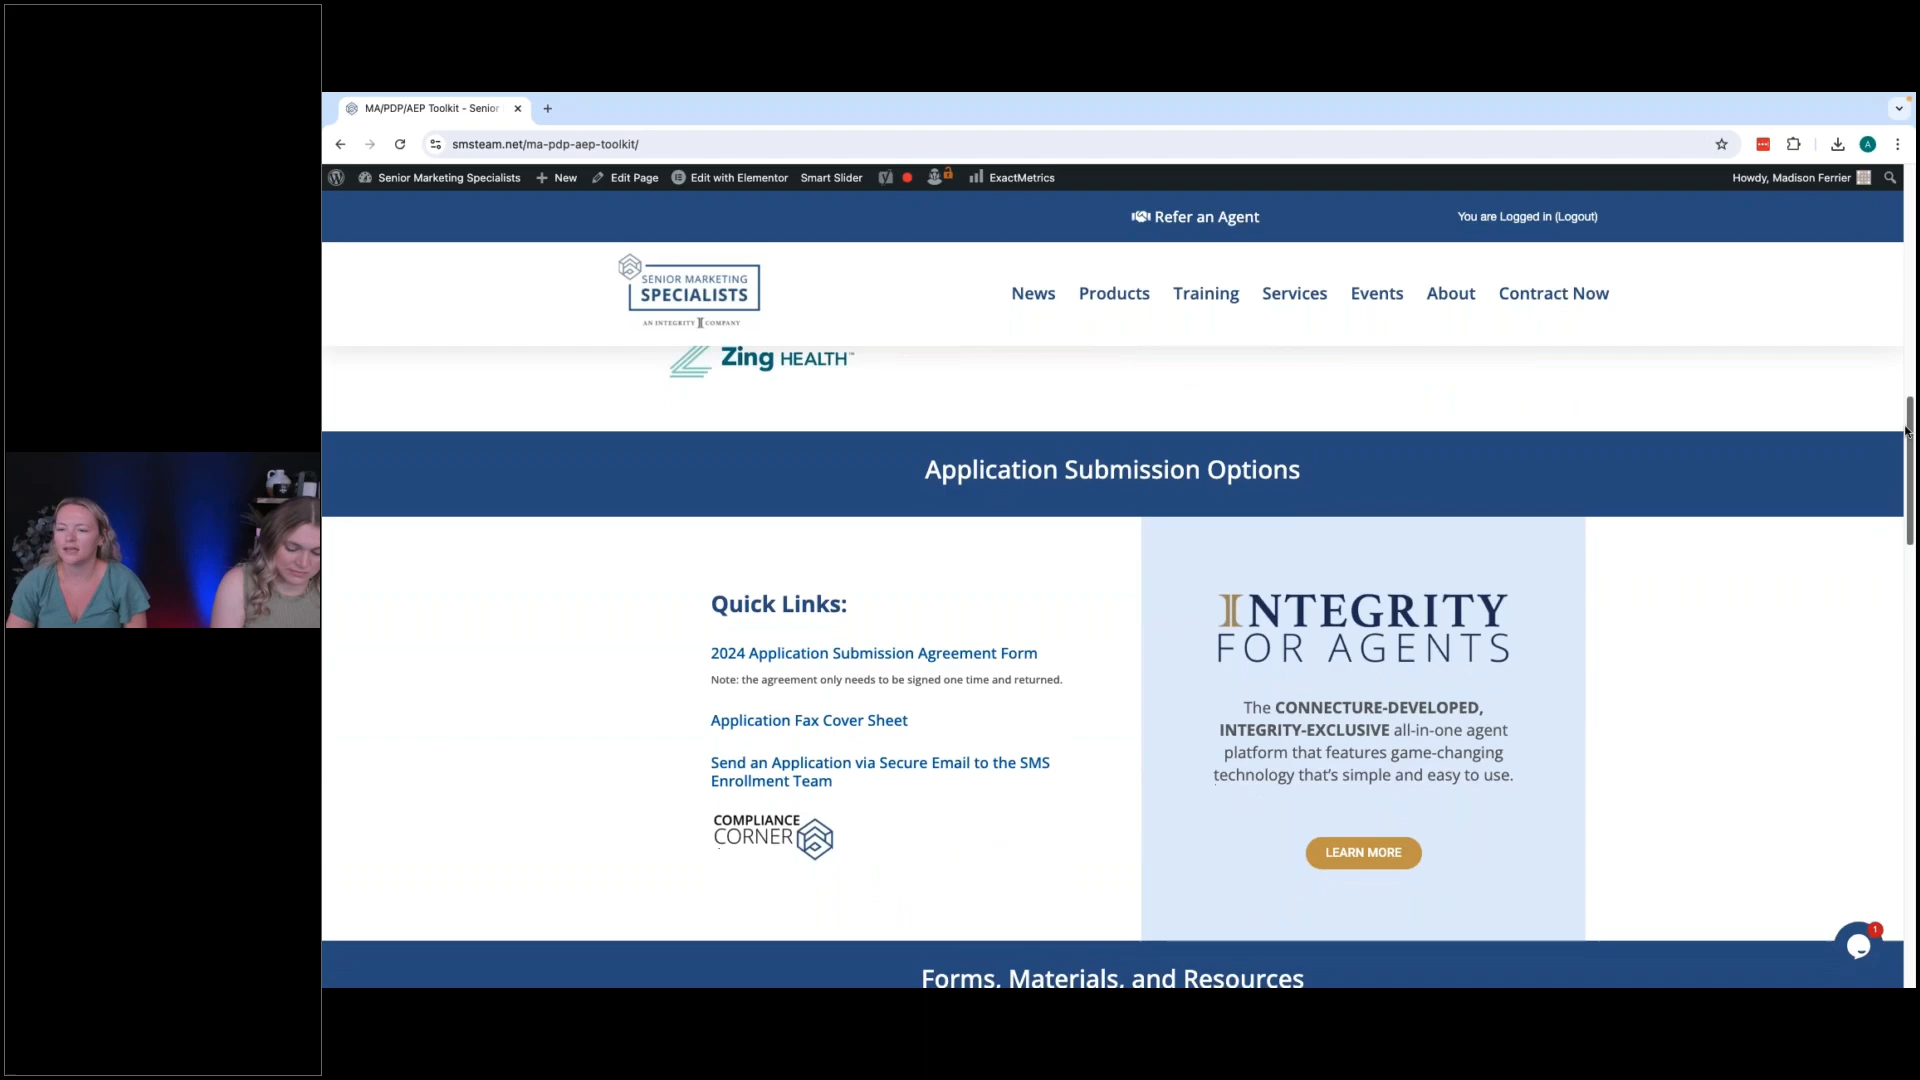 MA/PDP/AEP Toolkit - Senior
smsteam.net/ma-pdp-aep-toolkit/
A
Senior Marketing Specialists
New
Edit Page
Edit with Elementor
Smart Slider
ExactMetrics
Howdy, Madison Ferrier
Refer an Agent
You are Logged in (Logout)
SENIOR MARKETING
SPECIALISTS
AN INTEGRITY COMPANY
News
Products
Training
Services
Events
About
Contract Now
Zing HEALTH™
Application Submission Options
Quick Links:
2024 Application Submission Agreement Form
Note: the agreement only needs to be signed one time and returned.
Application Fax Cover Sheet
Send an Application via Secure Email to the SMS
Enrollment Team
COMPLIANCE
CORNER
INTEGRITY
FOR AGENTS
The CONNECTURE-DEVELOPED,
INTEGRITY-EXCLUSIVE all-in-one agent
platform that features game-changing
technology that's simple and easy to use.
LEARN MORE
1
Forms, Materials, and Resources